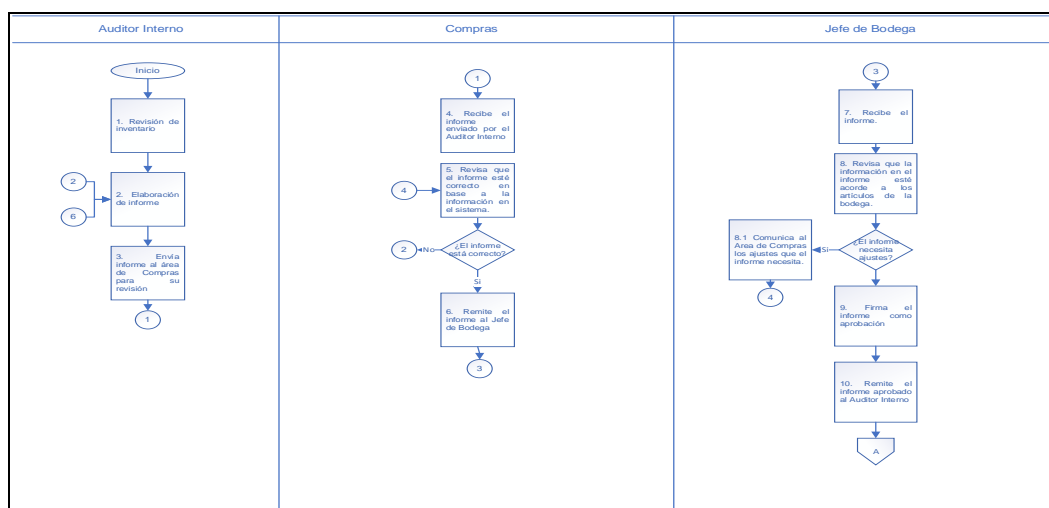 Auditor Interno
Compras
Jefe de Bodega
Inicio
1. Revisión de
inventario
2
6
2. Elaboración
de informe
3. Envía
informe al área
de Compras
para su
revisión
1
1
4. Recibe el
informe
enviado por el
Auditor Interno
4
5. Revisa que
el informe esté
correcto en
base a la
información en
el sistema.
2
No
¿El informe
está correcto?
Si
6. Remite el
informe al Jefe
de Bodega
3
3
7. Recibe el
informe.
8. Revisa que la
información en el
informe esté
acorde a los
artículos de la
bodega.
8.1 Comunica al
Area de Compras
los ajustes que el
informe necesita.
Si
¿El informe
necesita
ajustes?
4
9. Firma el
informe como
aprobación
10. Remite el
informe aprobado
al Auditor Interno
A